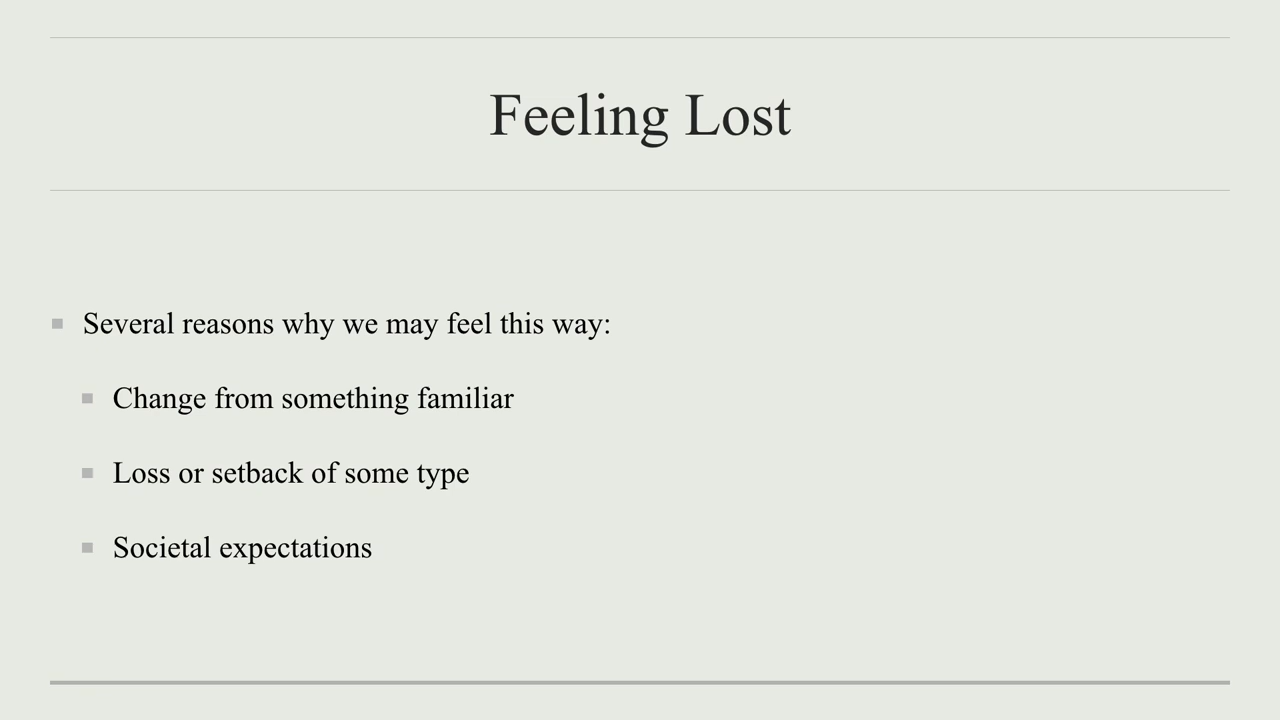 Feeling Lost
Several reasons why we may feel this way:
Change from something familiar
Loss or setback of some type
Societal expectations